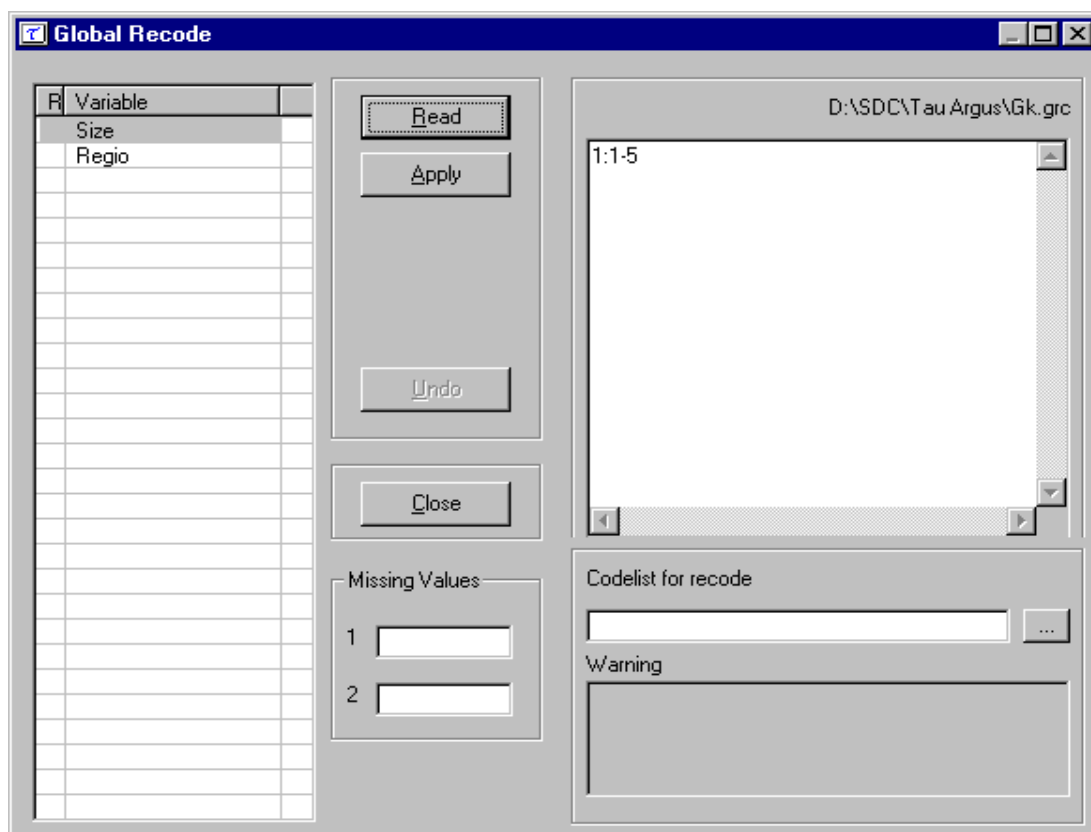 τ Global Recode
R Variable
Size
Regio
Read
Apply
Undo
Close
Missing Values
1
2
D:\SDC\Tau Argus\Gk.grc
1:1-5
Codelist for recode
...
Warning